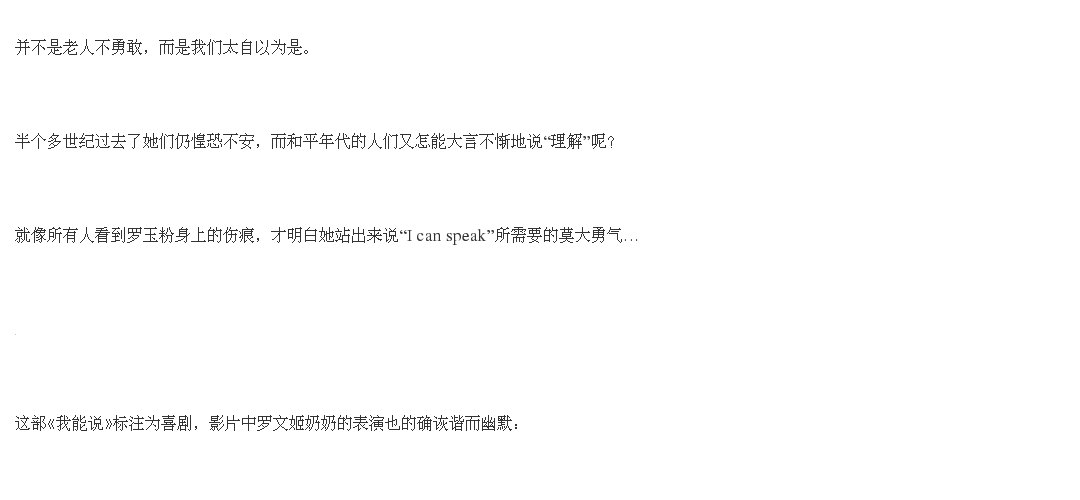 并不是老人不勇敢，而是我们太自以为是。
半个多世纪过去了她们仍惶恐不安，而和平年代的人们又怎能大言不惭地说“理解”呢？
就像所有人看到罗玉粉身上的伤痕，才明白她站出来说“I can speak”所需要的莫大勇气…
这部《我能说》标注为喜剧，影片中罗文姬奶奶的表演也的确诙谐而幽默：